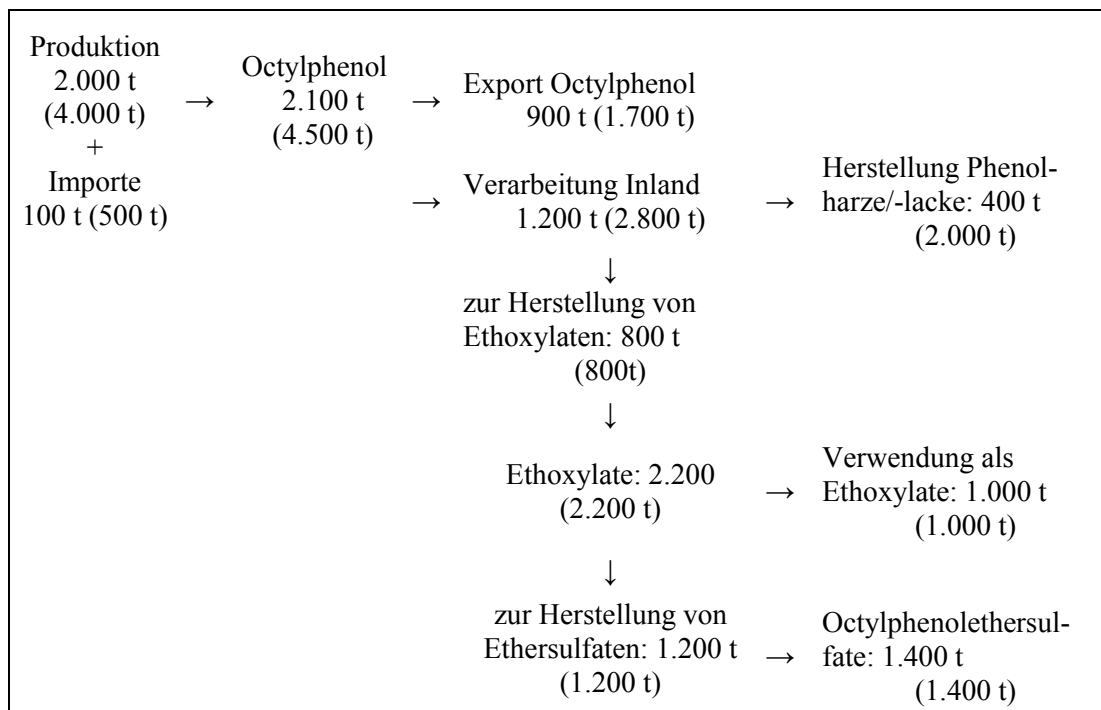 Produktion
2.000 t
(4.000 t)
+
Importe
100 t (500 t)
→
Octylphenol
2.100 t
(4.500 t)
→
Export Octylphenol
900 t (1.700 t)
→
Verarbeitung Inland
1.200 t (2.800 t)
→
Herstellung Phenol-
harze/-lacke: 400 t
(2.000 t)
↓
zur Herstellung von
Ethoxylaten: 800 t
(800t)
↓
Ethoxylate: 2.200
(2.200 t)
→
Verwendung als
Ethoxylate: 1.000 t
(1.000 t)
↓
zur Herstellung von
Ethersulfaten: 1.200 t
(1.200 t)
→
Octylphenolethersul-
fate: 1.400 t
(1.400 t)